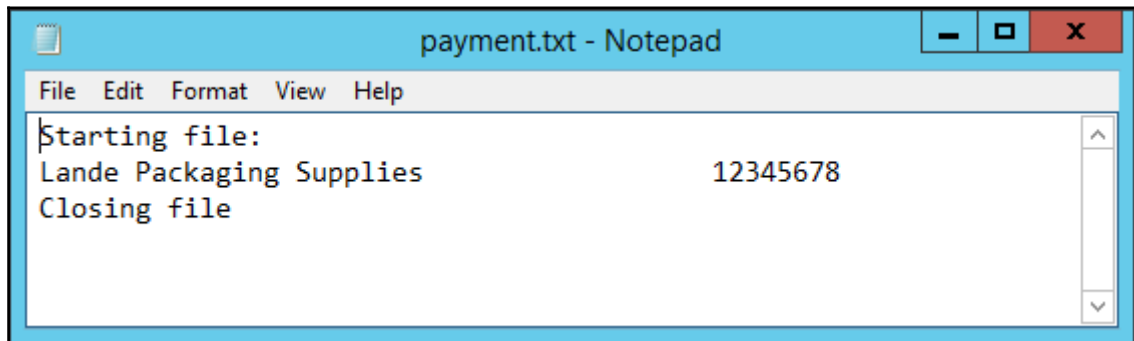 payment.txt - Notepad
File Edit Format View Help
Starting file:
Lande Packaging Supplies 12345678
Closing file